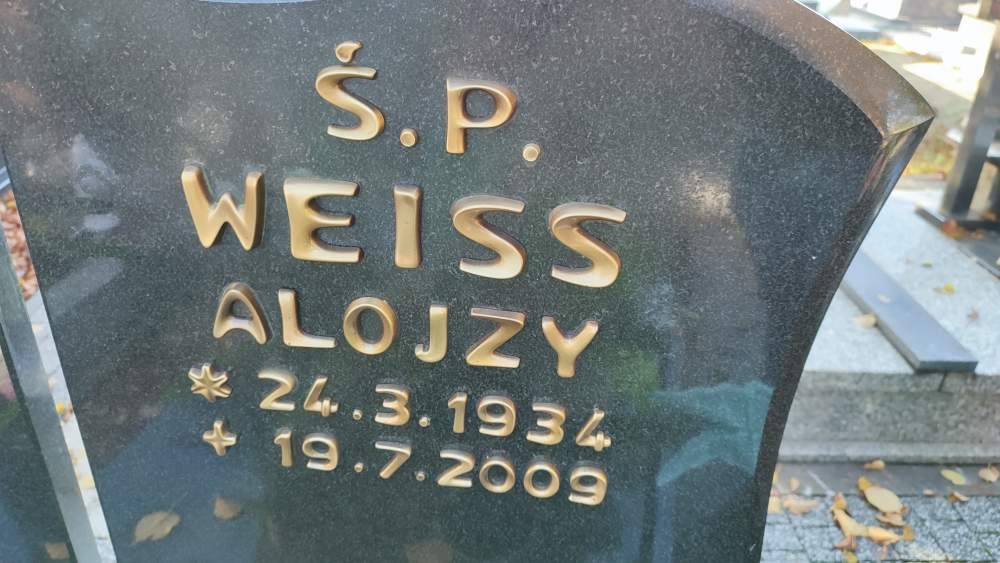 Ś.P.
WEISS
ALOJZY
* 24.3.1934
+ 19.7.2009